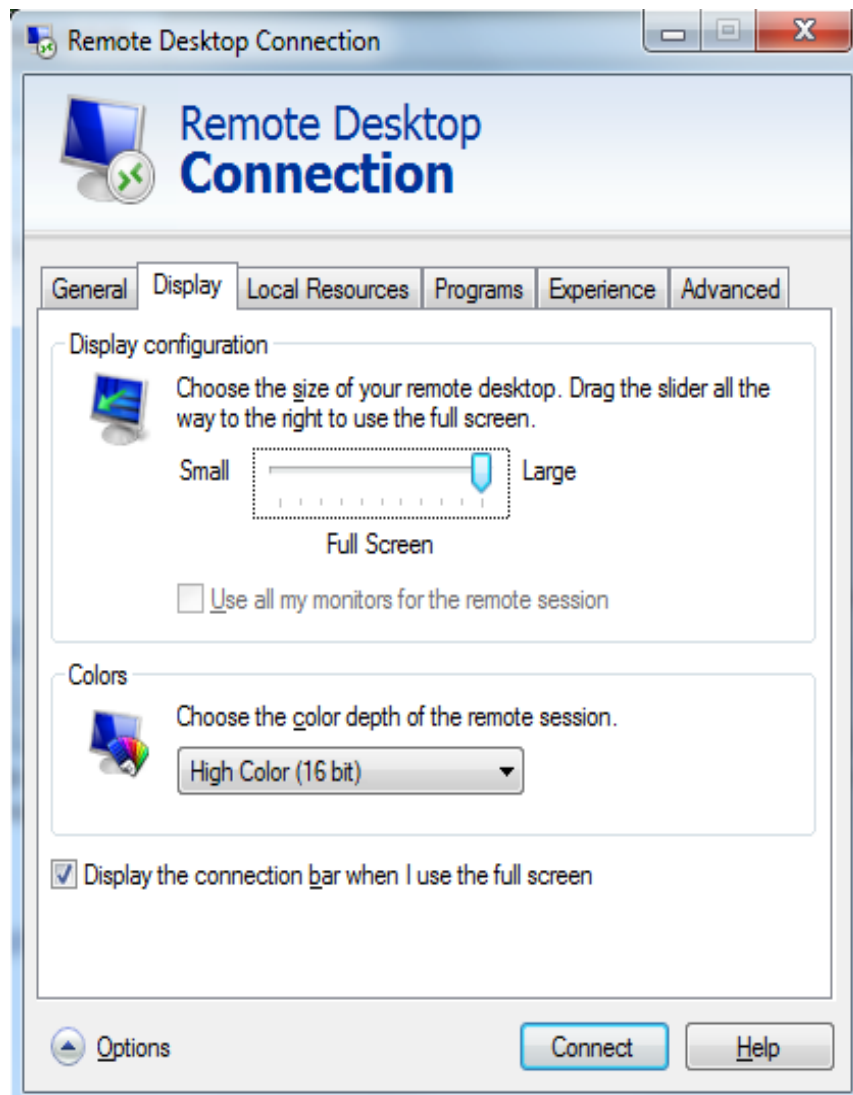 Remote Desktop Connection
Remote Desktop
Connection
General Display Local Resources Programs Experience Advanced
Display configuration
Choose the size of your remote desktop. Drag the slider all the
way to the right to use the full screen.
Small Large
Full Screen
Use all my monitors for the remote session
Colors
Choose the color depth of the remote session.
High Color (16 bit)
Display the connection bar when I use the full screen
Options Connect Help